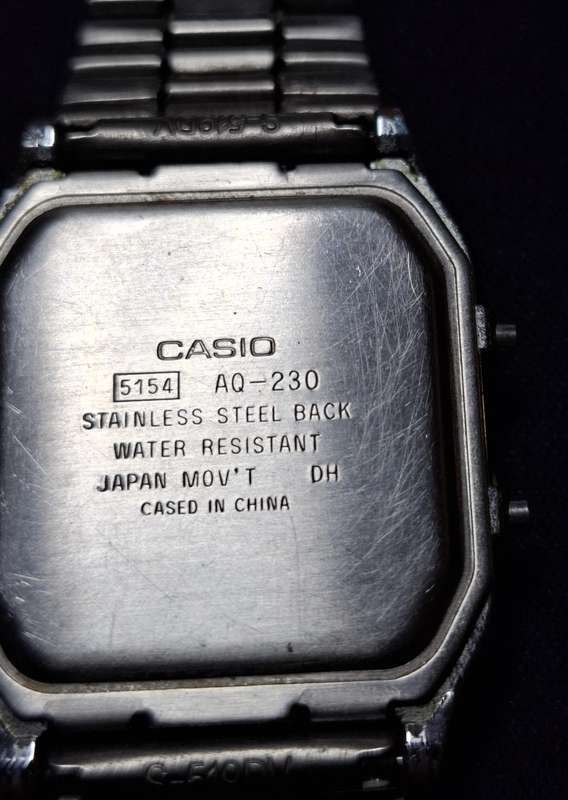 CASIO
5154 AQ-230
STAINLESS STEEL BACK
WATER RESISTANT
JAPAN MOV'T DH
CASED IN CHINA